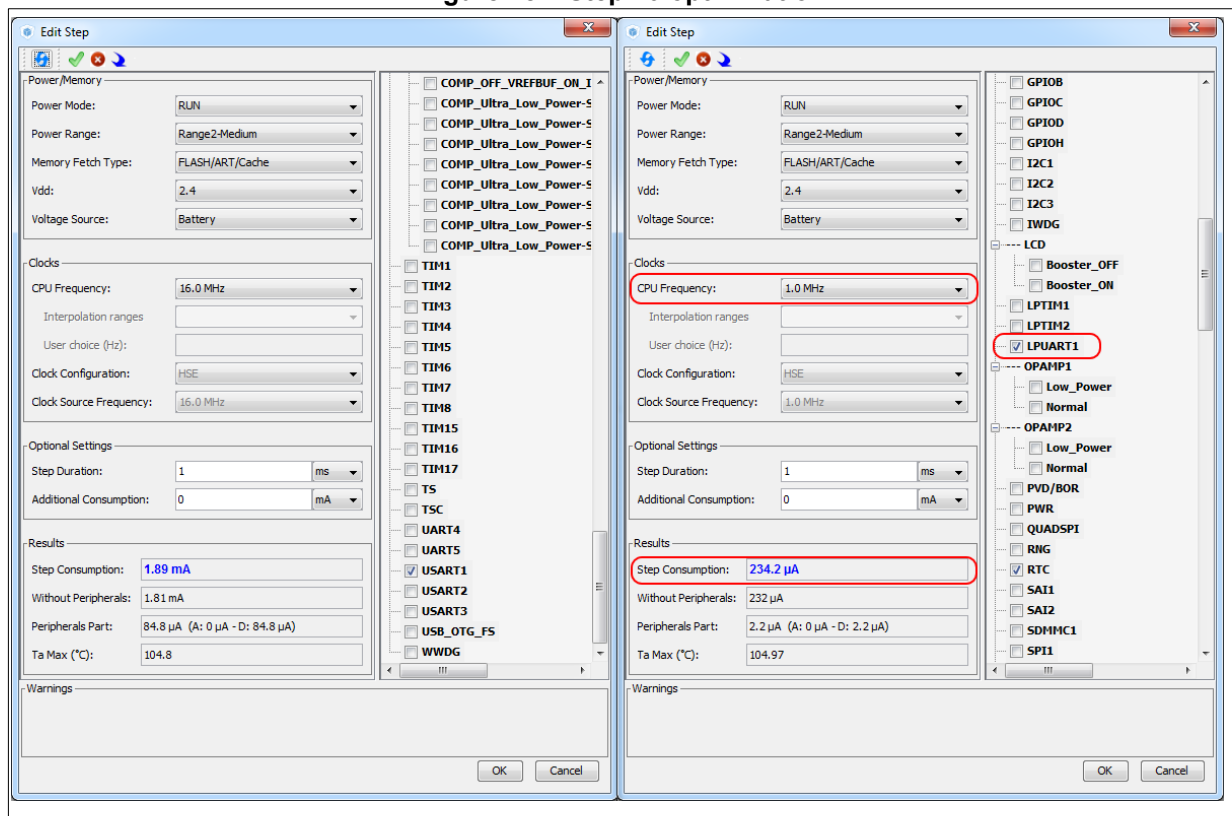 Edit Step
Power/Memory
Power Mode: RUN
Power Range: Range2-Medium
Memory Fetch Type: FLASH/ART/Cache
Vdd: 2.4
Voltage Source: Battery
Clocks
CPU Frequency: 16.0 MHz
Interpolation ranges
User choice (Hz):
Clock Configuration: HSE
Clock Source Frequency: 16.0 MHz
Optional Settings
Step Duration: 1 ms
Additional Consumption: 0 mA
Results
Step Consumption: 1.89 mA
Without Peripherals: 1.81 mA
Peripherals Part: 84.8 µA (A: 0 µA - D: 84.8 µA)
Ta Max (°C): 104.8
COMP_OFF_VREFBUF_ON_I
COMP_Ultra_Low_Power-S
COMP_Ultra_Low_Power-S
COMP_Ultra_Low_Power-S
COMP_Ultra_Low_Power-S
COMP_Ultra_Low_Power-S
COMP_Ultra_Low_Power-S
COMP_Ultra_Low_Power-S
COMP_Ultra_Low_Power-S
TIM1
TIM2
TIM3
TIM4
TIM5
TIM6
TIM7
TIM8
TIM15
TIM16
TIM17
TS
TSC
UART4
UART5
USART1
USART2
USART3
USB_OTG_FS
WWDG
Warnings
OK Cancel
Edit Step
Power/Memory
Power Mode: RUN
Power Range: Range2-Medium
Memory Fetch Type: FLASH/ART/Cache
Vdd: 2.4
Voltage Source: Battery
Clocks
CPU Frequency: 1.0 MHz
Interpolation ranges
User choice (Hz):
Clock Configuration: HSE
Clock Source Frequency: 1.0 MHz
Optional Settings
Step Duration: 1 ms
Additional Consumption: 0 mA
Results
Step Consumption: 234.2 µA
Without Peripherals: 232 µA
Peripherals Part: 2.2 µA (A: 0 µA - D: 2.2 µA)
Ta Max (°C): 104.97
GPIOB
GPIOC
GPIOD
GPIOH
I2C1
I2C2
I2C3
IWDG
LCD
Booster_OFF
Booster_ON
LPTIM1
LPTIM2
LPUART1
OPAMP1
Low_Power
Normal
OPAMP2
Low_Power
Normal
PVD/BOR
PWR
QUADSPI
RNG
RTC
SAI1
SAI2
SDMMC1
SPI1
Warnings
OK Cancel